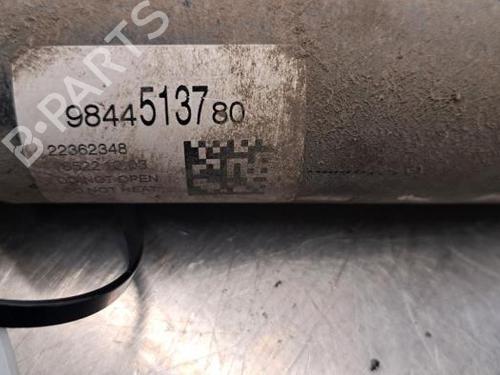 B-PARTS
9844513780
22362348
DO NOT OPEN
DO NOT HEAT